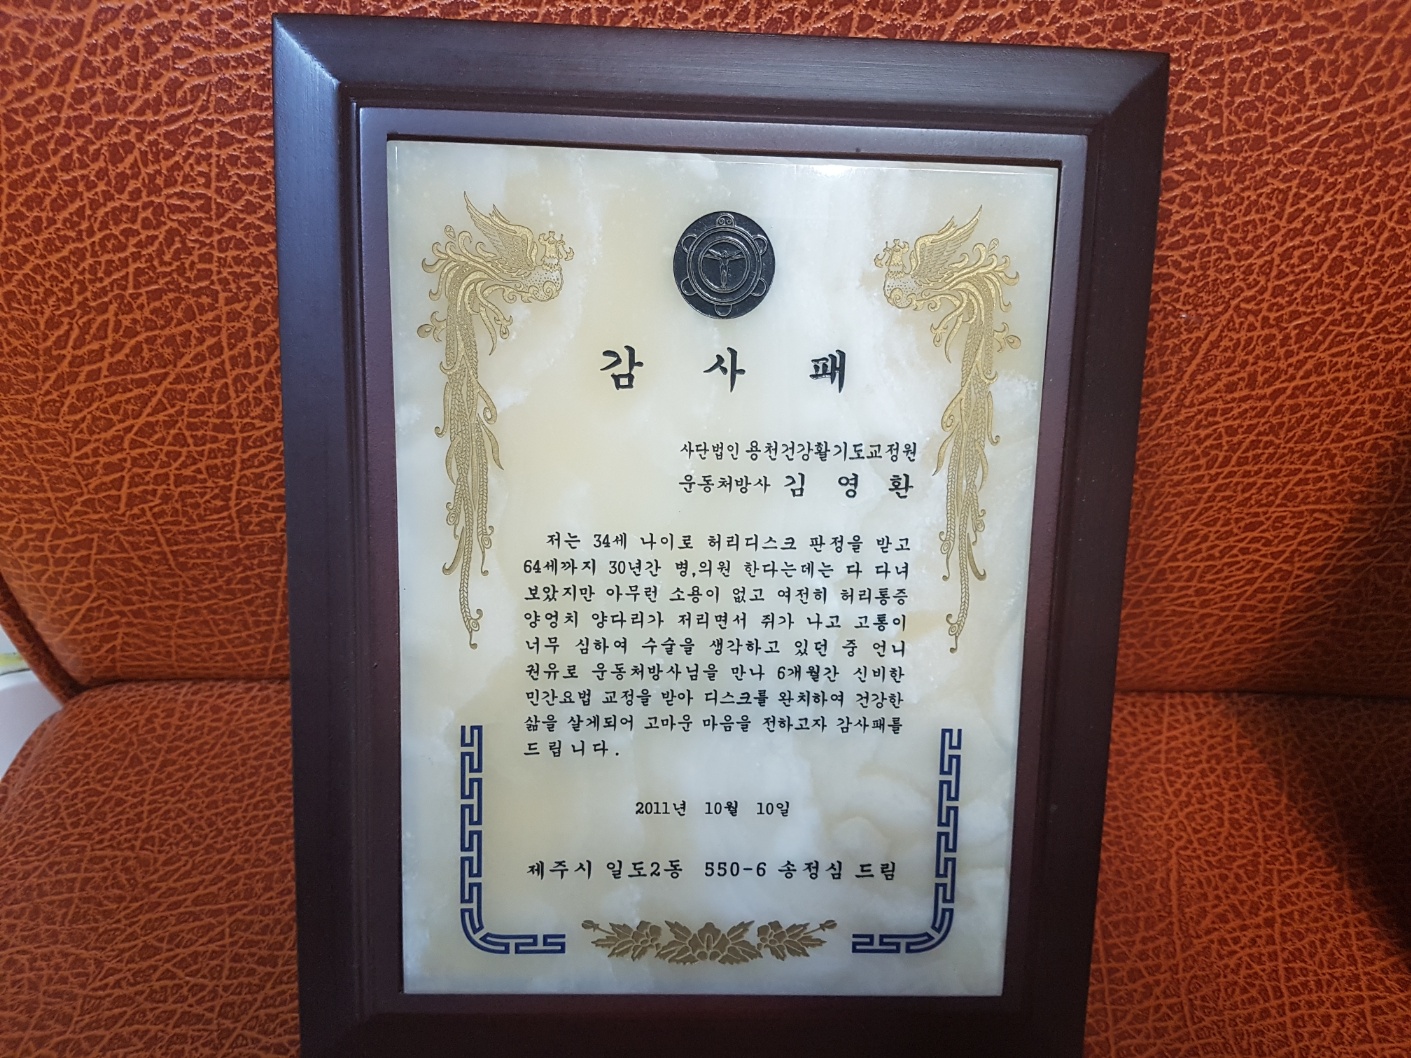 감 사 패
사단법인 용천건강활기도교정원
운동처방사 김 영 환
저는 34세 나이로 허리디스크 판정을 받고
64세까지 30년간 병,의원 한다는데는 다 다녀
보았지만 아무런 소용이 없고 여전히 허리통증
양엉치 양다리가 저리면서 쥐가 나고 고통이
너무 심하여 수술을 생각하고 있던 중 언니
권유로 운동처방사님을 만나 6개월간 신비한
민간요법 교정을 받아 디스크를 완치하여 건강한
삶을 살게되어 고마운 마음을 전하고자 감사패를
드립니다.
2011년 10월 10일
제주시 일도2동 550-6 송정심 드림